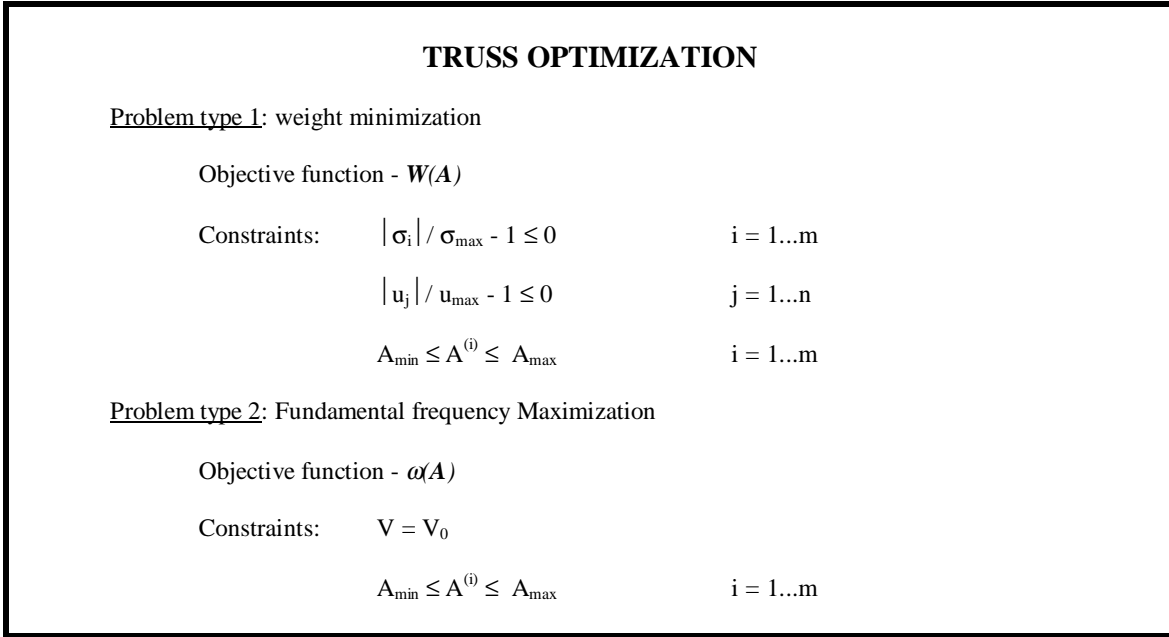 TRUSS OPTIMIZATION
Problem type 1: weight minimization
Objective function - W(A)
Constraints: |σi| / σmax - 1 ≤ 0 i = 1...m
|uj| / umax - 1 ≤ 0 j = 1...n
Amin ≤ A(i) ≤ Amax i = 1...m
Problem type 2: Fundamental frequency Maximization
Objective function - ω(A)
Constraints: V = V0
Amin ≤ A(i) ≤ Amax i = 1...m